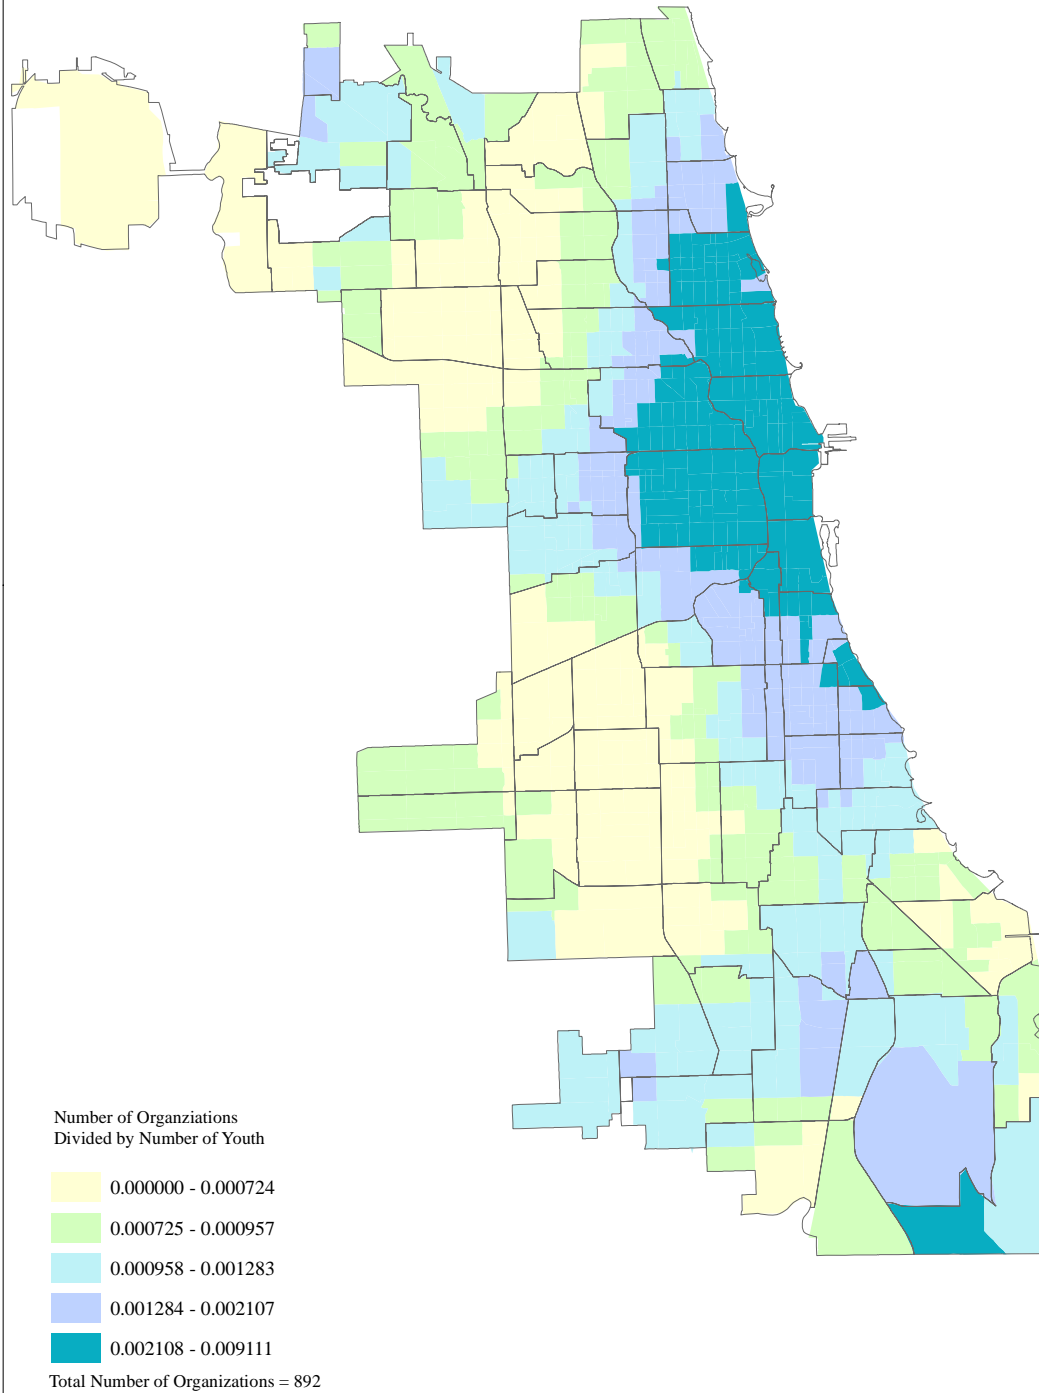 Number of Organziations
Divided by Number of Youth
0.000000 - 0.000724
0.000725 - 0.000957
0.000958 - 0.001283
0.001284 - 0.002107
0.002108 - 0.009111
Total Number of Organizations = 892